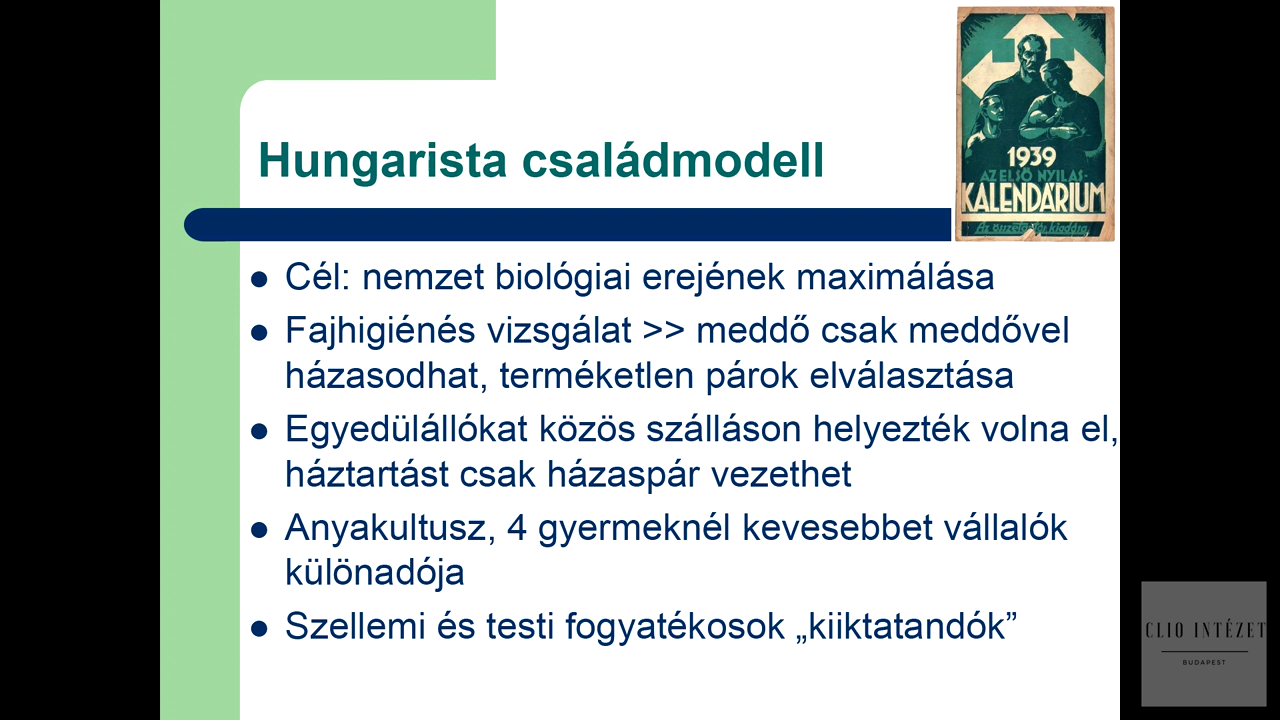 Hungarista családmodell
1939
AZ ELSŐ NYILAS-
KALENDÁRIUM
kiadása
Cél: nemzet biológiai erejének maximálása
Fajhigiénés vizsgálat >> meddő csak meddővel
házasodhat, terméketlen párok elválasztása
Egyedülállókat közös szálláson helyezték volna el,
háztartást csak házaspár vezethet
Anyakultusz, 4 gyermeknél kevesebbet vállalók
különadója
Szellemi és testi fogyatékosok „kiiktatandók”
CLIO INTÉZET
BUDAPEST